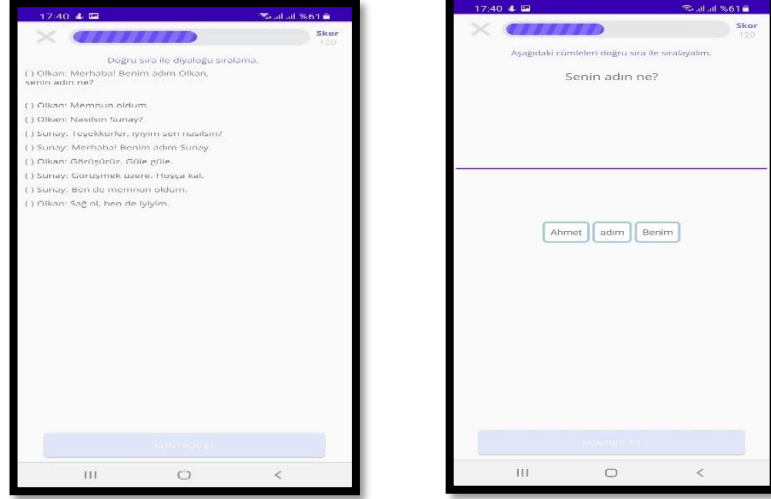 17:40 %61
Skor
120
Doğru sıra ile diyaloğu sıralama.
( ) Olkan: Merhaba! Benim adım Olkan,
senin adın ne?
( ) Olkan: Memnun oldum
( ) Olkan: Nasılsın Sunay?
( ) Sunay: Teşekkürler, iyiyim sen nasılsın?
( ) Sunay: Merhaba! Benim adım Sunay.
( ) Olkan: Görüşürüz. Güle güle.
( ) Sunay: Görüşmek üzere. Hoşça kal.
( ) Sunay: Ben de memnun oldum.
( ) Olkan: Sağ ol, ben de iyiyim.
KONTROL ET
17:40 %61
Skor
120
Aşağıdaki cümleleri doğru sıra ile sıralayalım.
Senin adın ne?
Ahmet adım Benim
KONTROL ET